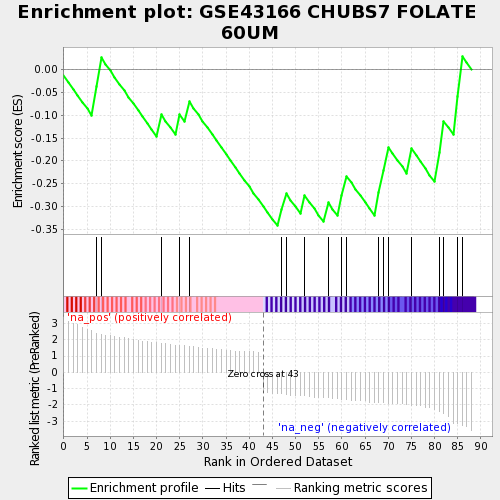 Enrichment plot: GSE43166 CHUBS7 FOLATE
60UM
Enrichment score (ES)
0.00
-0.05
-0.10
-0.15
-0.20
-0.25
-0.30
-0.35
'na_pos' (positively correlated)
Ranked list metric (PreRanked)
3
2
1
0
-1
-2
-3
Zero cross at 43
'na_neg' (negatively correlated)
0 5 10 15 20 25 30 35 40 45 50 55 60 65 70 75 80 85 90
Rank in Ordered Dataset
Enrichment profile Hits Ranking metric scores